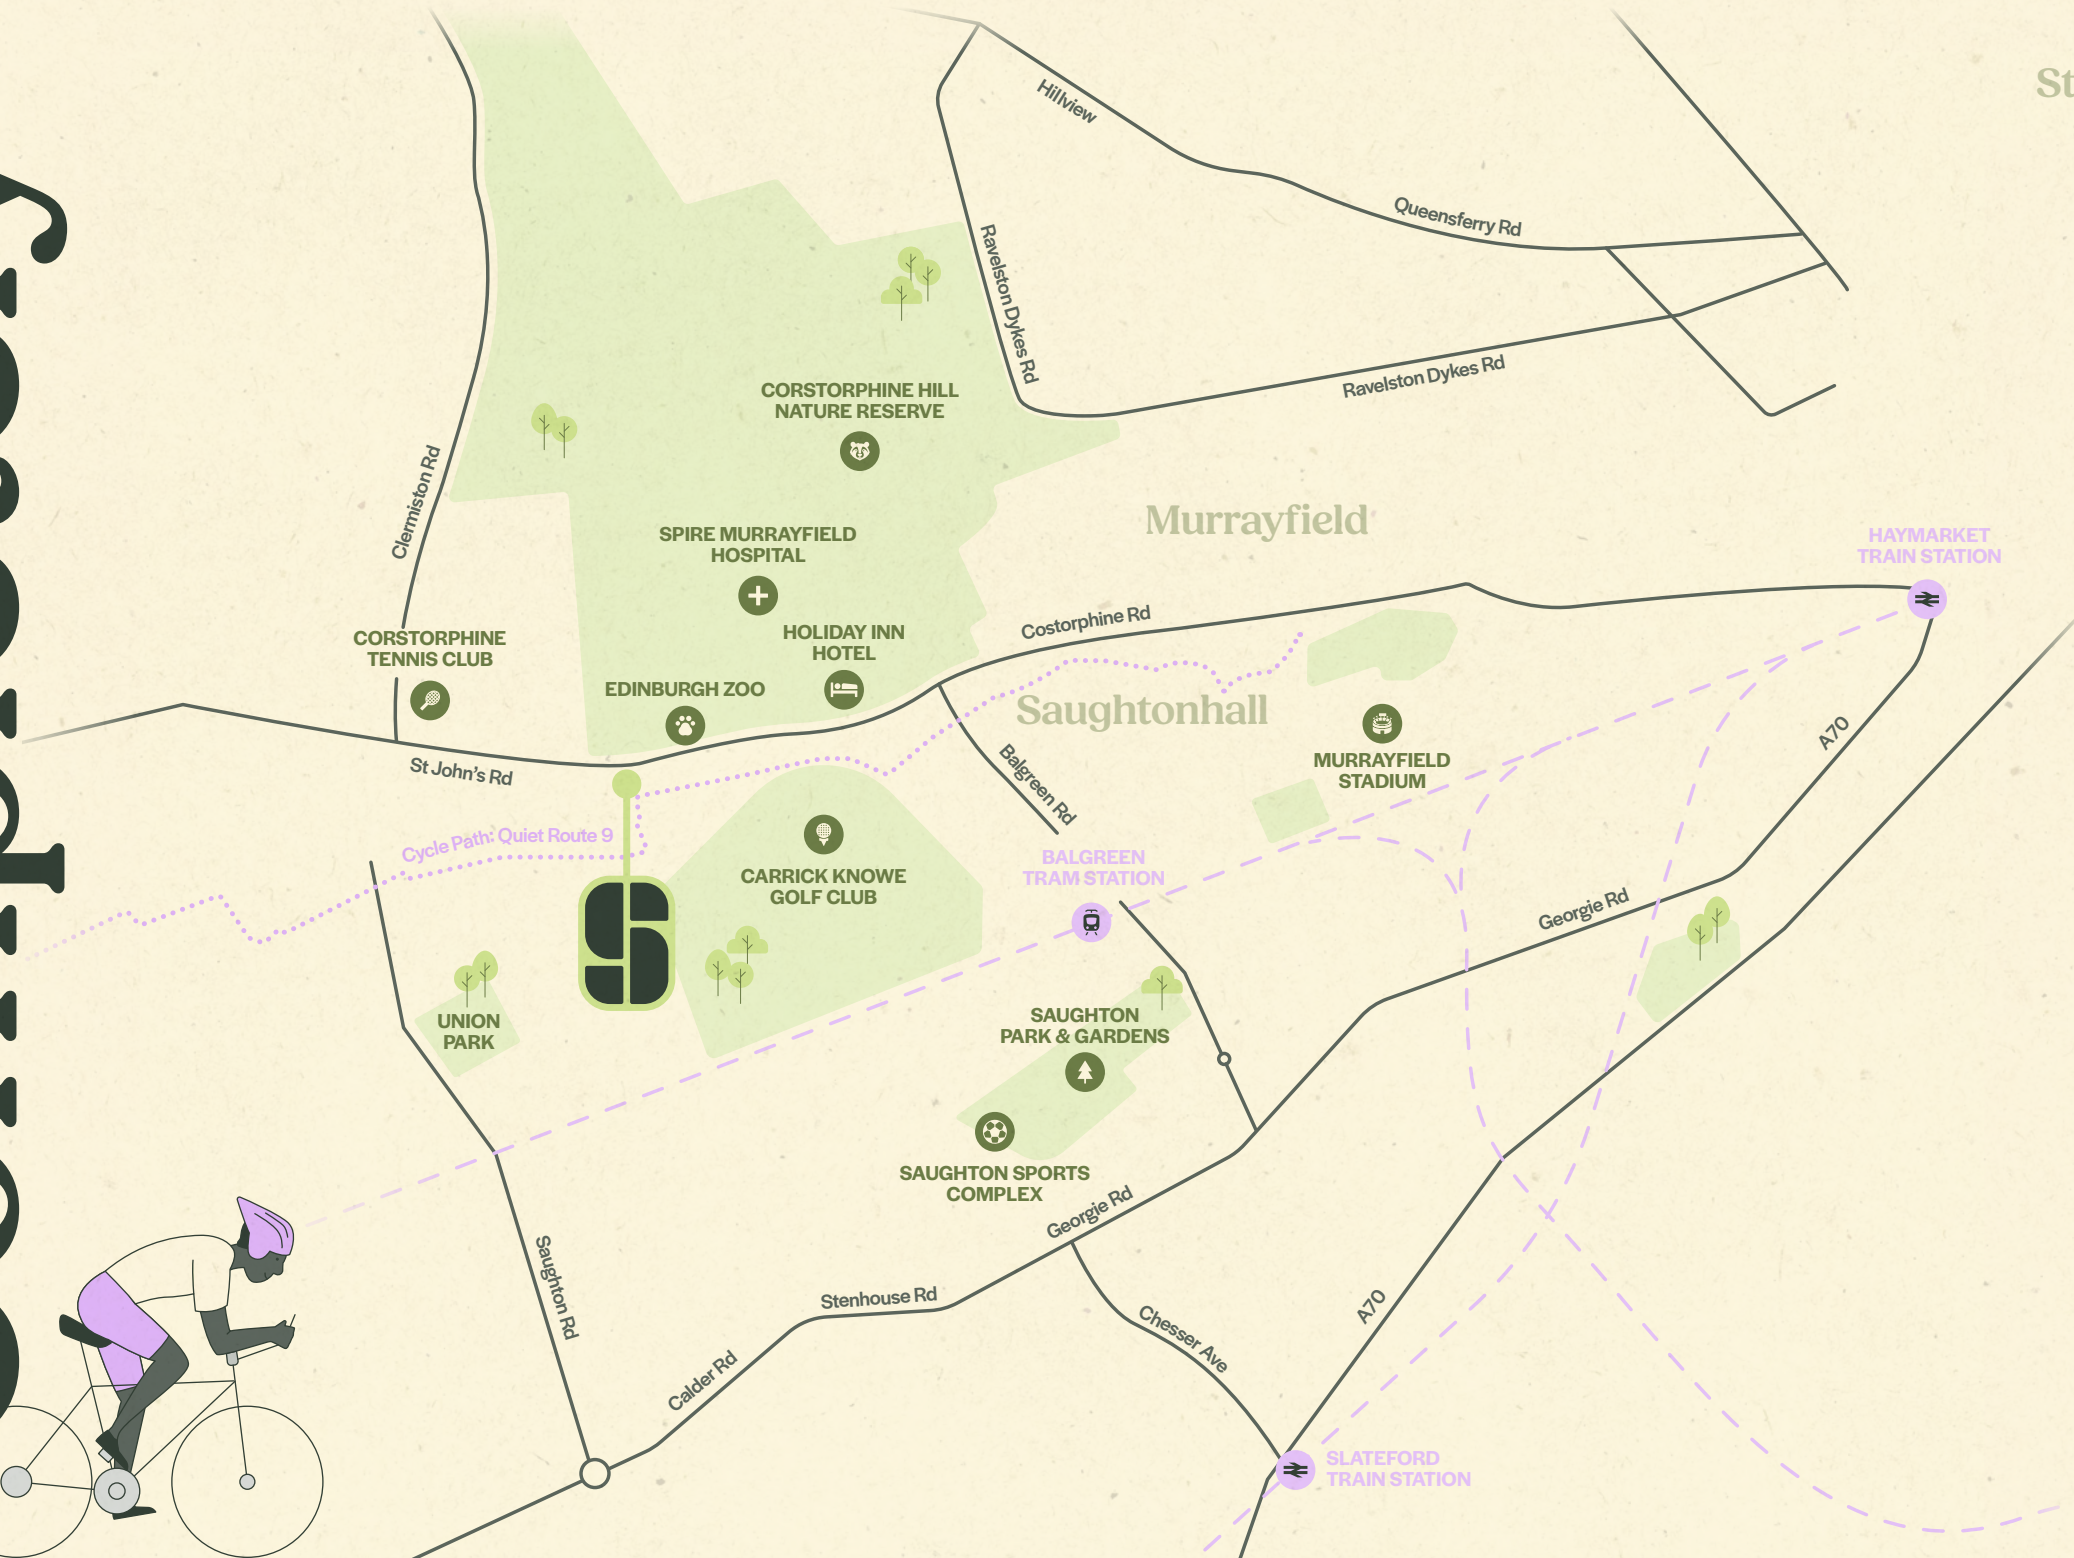 St
Hillview
Queensferry Rd
Ravelston Dykes Rd
Ravelston Dykes Rd
CORSTORPHINE HILL
NATURE RESERVE
Clermiston Rd
Murrayfield
SPIRE MURRAYFIELD
HOSPITAL
HAYMARKET
TRAIN STATION
Costorphine Rd
HOLIDAY INN
HOTEL
CORSTORPHINE
TENNIS CLUB
EDINBURGH ZOO
Saughtonhall
A70
St John's Rd
Balgreen Rd
MURRAYFIELD
STADIUM
Cycle Path: Quiet Route 9
BALGREEN
TRAM STATION
CARRICK KNOWE
GOLF CLUB
Georgie Rd
UNION
PARK
SAUGHTON
PARK & GARDENS
SAUGHTON SPORTS
COMPLEX
Georgie Rd
Saughton Rd
Stenhouse Rd
A70
Chesser Ave
Calder Rd
SLATEFORD
TRAIN STATION